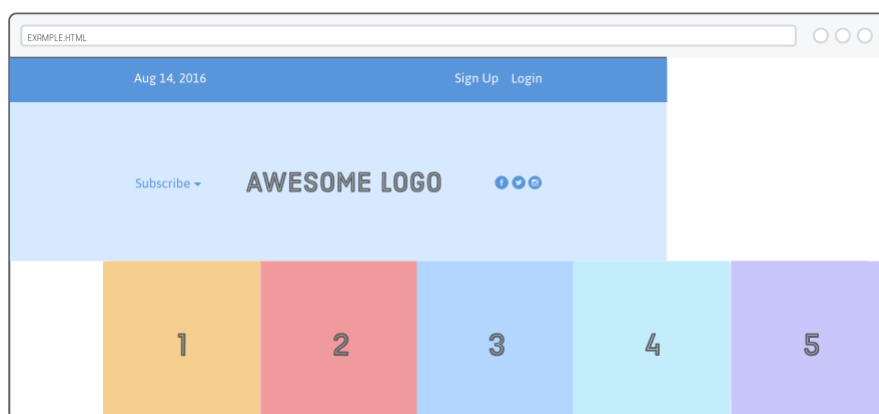 EXAMPLE.HTML
Aug 14, 2016 Sign Up Login
Subscribe AWESOME LOGO
1 2 3 4 5